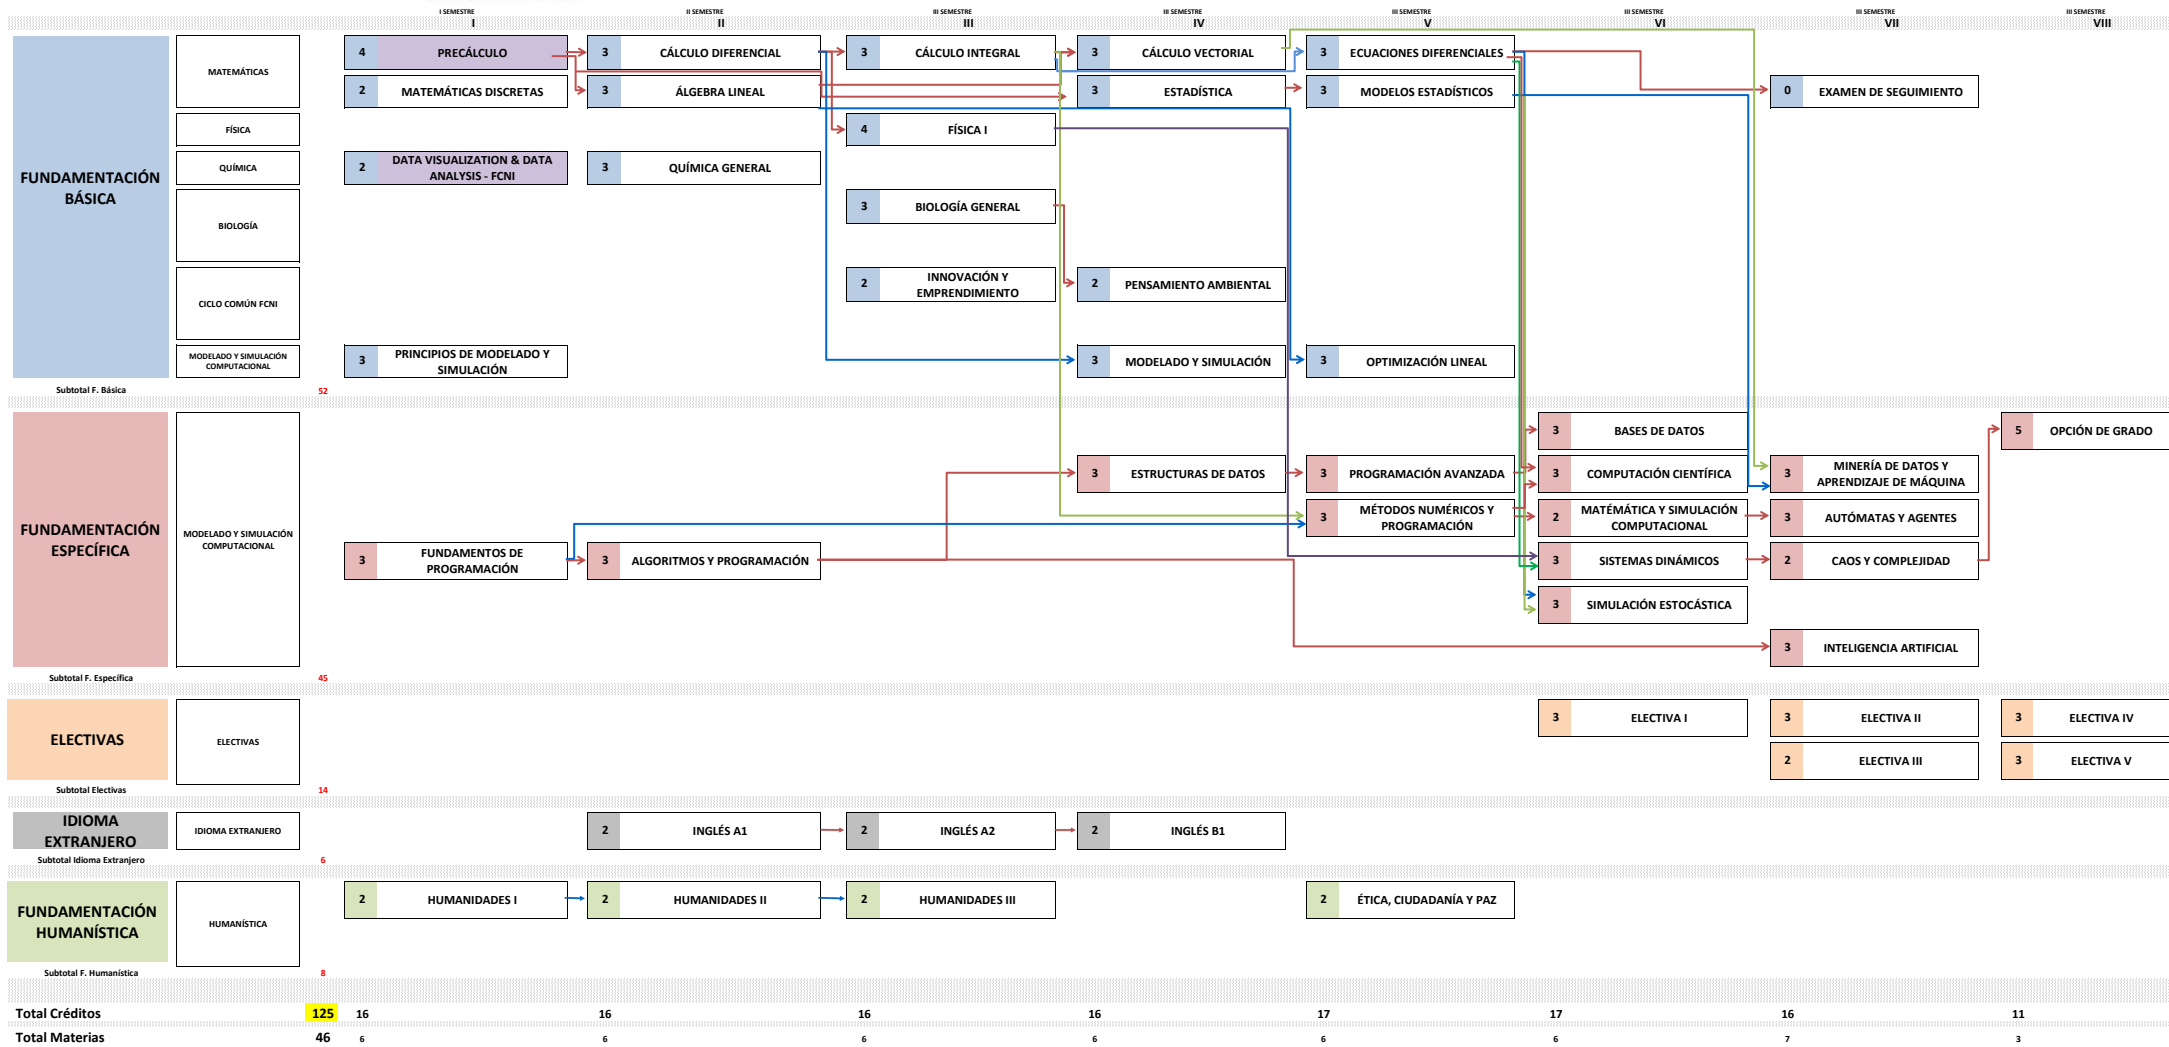 I SEMESTRE
II SEMESTRE
III SEMESTRE
III SEMESTRE
III SEMESTRE
III SEMESTRE
III SEMESTRE
III SEMESTRE
I
II
III
IV
V
VI
VII
VIII
FUNDAMENTACIÓN
BÁSICA
MATEMÁTICAS
4 PRECÁLCULO
3 CÁLCULO DIFERENCIAL
3 CÁLCULO INTEGRAL
3 CÁLCULO VECTORIAL
3 ECUACIONES DIFERENCIALES
2 MATEMÁTICAS DISCRETAS
3 ÁLGEBRA LINEAL
3 ESTADÍSTICA
3 MODELOS ESTADÍSTICOS
0 EXAMEN DE SEGUIMIENTO
FÍSICA
4 FÍSICA I
QUÍMICA
2 DATA VISUALIZATION & DATA
ANALYSIS - FCNI
3 QUÍMICA GENERAL
BIOLOGÍA
3 BIOLOGÍA GENERAL
CICLO COMÚN FCNI
2 INNOVACIÓN Y
EMPRENDIMIENTO
2 PENSAMIENTO AMBIENTAL
MODELADO Y SIMULACIÓN
COMPUTACIONAL
3 PRINCIPIOS DE MODELADO Y
SIMULACIÓN
3 MODELADO Y SIMULACIÓN
3 OPTIMIZACIÓN LINEAL
Subtotal F. Básica 52
FUNDAMENTACIÓN
ESPECÍFICA
MODELADO Y SIMULACIÓN
COMPUTACIONAL
3 BASES DE DATOS
5 OPCIÓN DE GRADO
3 ESTRUCTURAS DE DATOS
3 PROGRAMACIÓN AVANZADA
3 COMPUTACIÓN CIENTÍFICA
3 MINERÍA DE DATOS Y
APRENDIZAJE DE MÁQUINA
3 MÉTODOS NUMÉRICOS Y
PROGRAMACIÓN
2 MATÉMÁTICA Y SIMULACIÓN
COMPUTACIONAL
3 AUTÓMATAS Y AGENTES
3 FUNDAMENTOS DE
PROGRAMACIÓN
3 ALGORITMOS Y PROGRAMACIÓN
3 SISTEMAS DINÁMICOS
2 CAOS Y COMPLEJIDAD
3 SIMULACIÓN ESTOCÁSTICA
3 INTELIGENCIA ARTIFICIAL
Subtotal F. Específica 45
ELECTIVAS
ELECTIVAS
3 ELECTIVA I
3 ELECTIVA II
3 ELECTIVA IV
2 ELECTIVA III
3 ELECTIVA V
Subtotal Electivas 14
IDIOMA
EXTRANJERO
IDIOMA EXTRANJERO
2 INGLÉS A1
2 INGLÉS A2
2 INGLÉS B1
Subtotal Idioma Extranjero 6
FUNDAMENTACIÓN
HUMANÍSTICA
HUMANÍSTICA
2 HUMANIDADES I
2 HUMANIDADES II
2 HUMANIDADES III
2 ÉTICA, CIUDADANÍA Y PAZ
Subtotal F. Humanística 8
Total Créditos 125 16 16 16 16 17 17 16 11
Total Materias 46 6 6 6 6 6 6 7 3